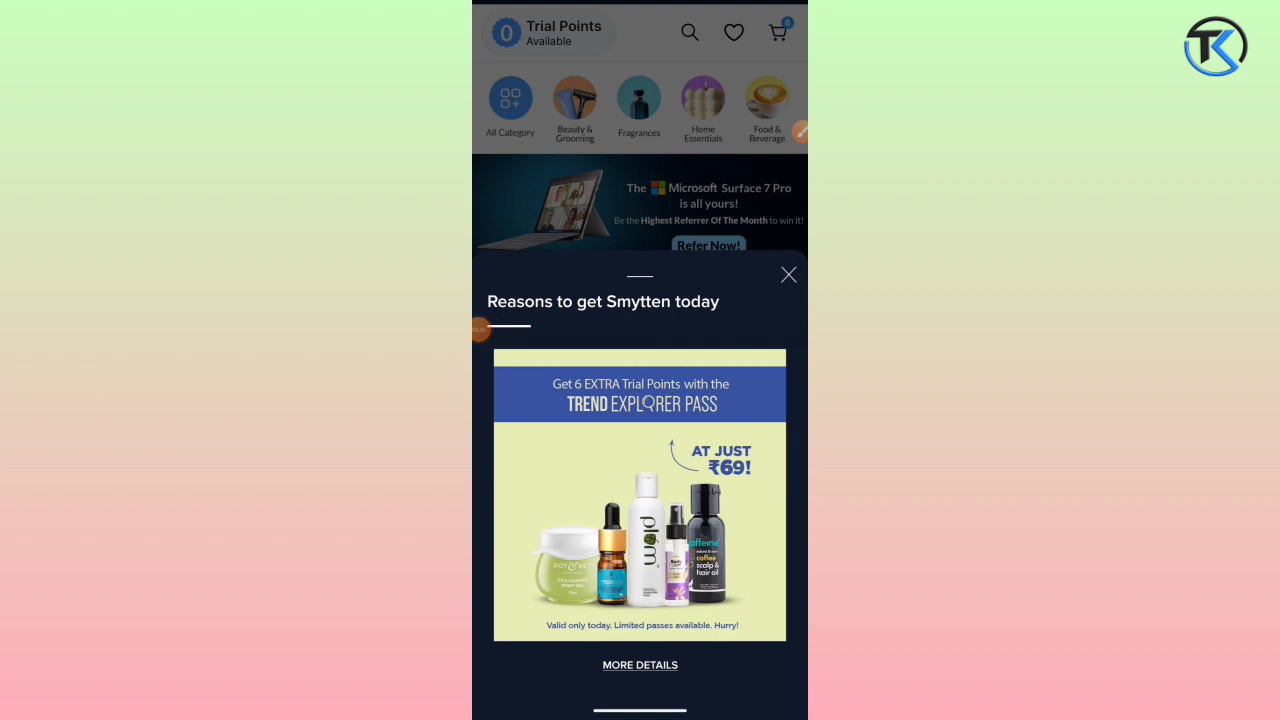 0
Trial Points
Available
6
All Category
Beauty &
Grooming
Fragrances
Home
Essentials
Food &
Beverage
The Microsoft Surface 7 Pro
is all yours!
Be the Highest Referrer Of The Month to win it!
Refer Now!
Reasons to get Smytten today
Get 6 EXTRA Trial Points with the
TREND EXPLORER PASS
AT JUST
₹69!
plum
POT & KEY
caffeine
coffee
scalp &
hair oil
Valid only today. Limited passes available. Hurry!
MORE DETAILS
TK